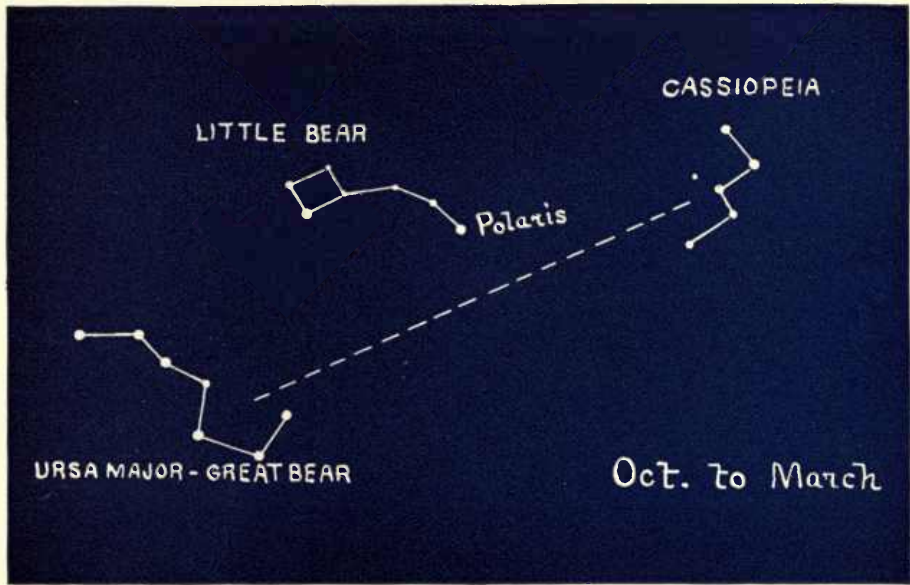 CASSIOPEIA
LITTLE BEAR
Polaris
URSA MAJOR - GREAT BEAR
Oct. to March